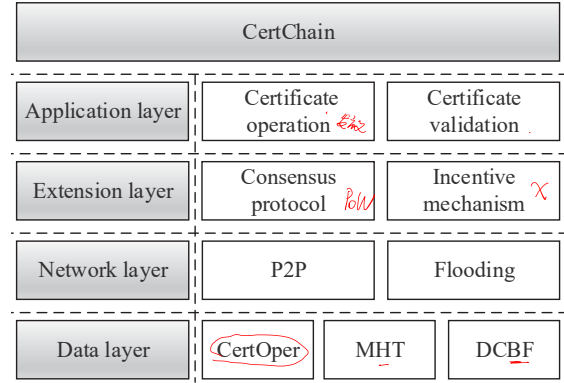 CertChain
Application layer
Certificate
operation
Certificate
validation
Extension layer
Consensus
protocol PoW
Incentive
mechanism X
Network layer
P2P
Flooding
Data layer
CertOper
MHT
DCBF